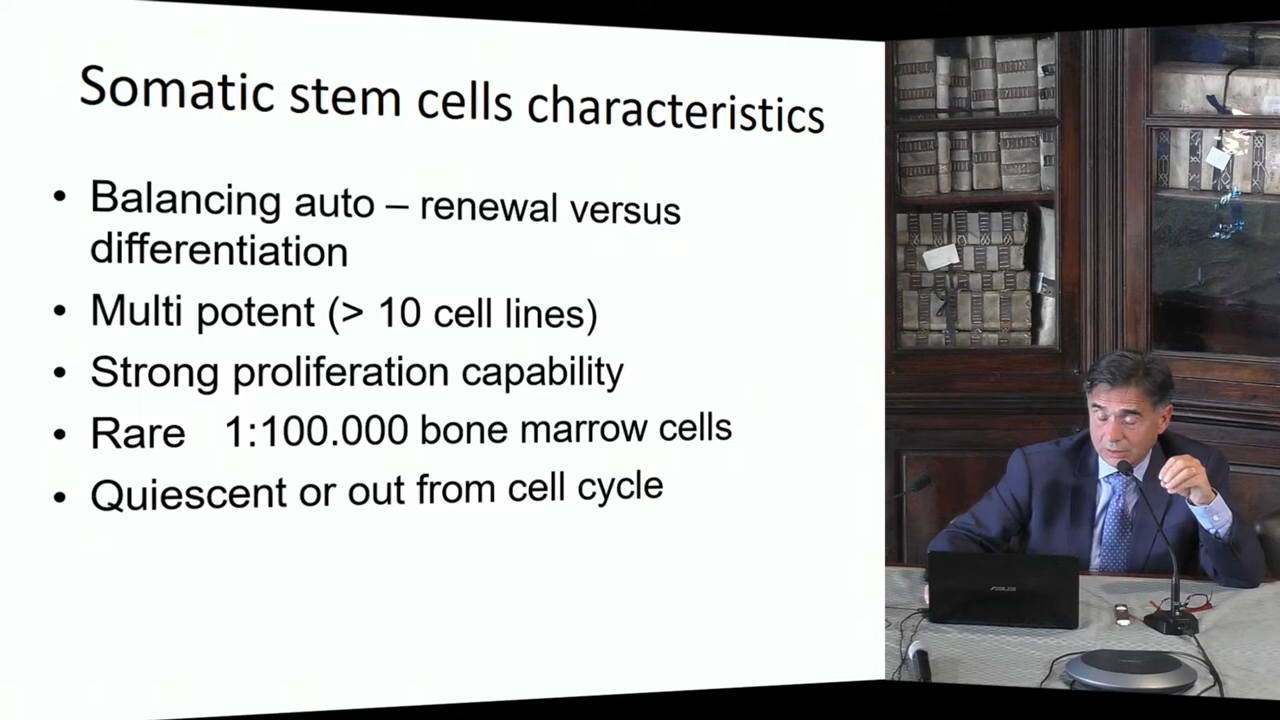 Somatic stem cells characteristics
• Balancing auto – renewal versus
differentiation
• Multi potent (> 10 cell lines)
• Strong proliferation capability
• Rare 1:100.000 bone marrow cells
• Quiescent or out from cell cycle
ASUS